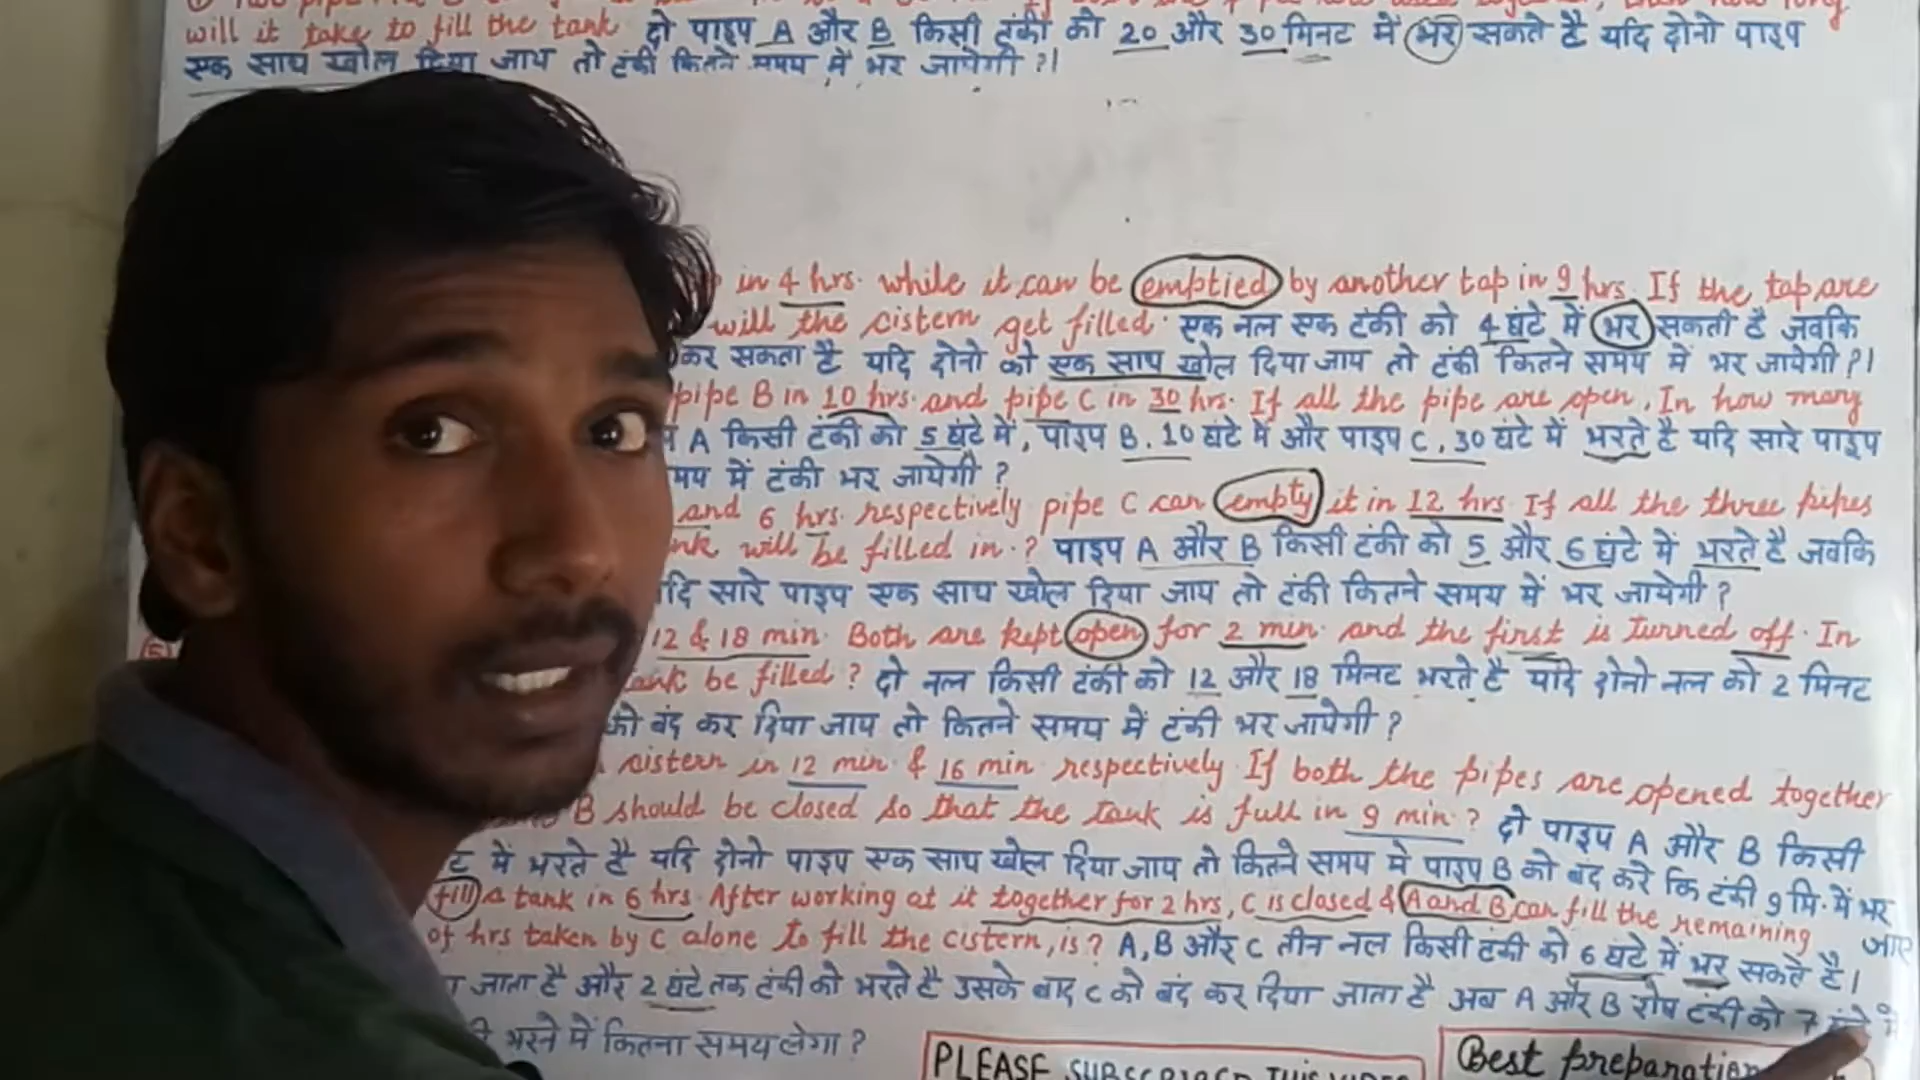 will it take to fill the tank दो पाइप A और B किसी टंकी को 20 और 30 मिनट में भर सकते है यदि दोनो पाइप
एक साथ खोल दिया जाय तो टंकी कितने समय में भर जायेगी ?।
in 4 hrs. while it can be emptied by another tap in 9 hrs. If the tap are
will the cistern get filled. एक नल एक टंकी को 4 घंटे में भर सकती है जबकि
कर सकता है यदि दोनो को एक साथ खोल दिया जाय तो टंकी कितने समय में भर जायेगी ?।
pipe B in 10 hrs. and pipe C in 30 hrs. If all the pipe are open, In how many
A किसी टंकी को 5 घंटे में, पाइप B. 10 घंटे में और पाइप C. 30 घंटे में भरते है यदि सारे पाइप
में टंकी भर जायेगी ?
and 6 hrs. respectively pipe C can empty it in 12 hrs. If all the three pipes
will be filled in.? पाइप A और B किसी टंकी को 5 और 6 घंटे में भरते है जबकि
सारे पाइप एक साथ खोल दिया जाय तो टंकी कितने समय में भर जायेगी ?
⑤ 12 & 18 min. Both are kept open for 2 min. and the first is turned off. In
be filled ? दो नल किसी टंकी को 12 और 18 मिनट भरते है यदि दोनो नल को 2 मिनट
को बंद कर दिया जाय तो कितने समय में टंकी भर जायेगी ?
cistern in 12 min & 16 min respectively. If both the pipes are opened together
B should be closed so that the tank is full in 9 min.? दो पाइप A और B किसी
में भरते है यदि दोनो पाइप एक साथ खोल दिया जाय तो कितने समय मे पाइप B को बंद करे कि टंकी 9 मि. में भर
जाए
fill a tank in 6 hrs. After working at it together for 2 hrs, C is closed & A and B can fill the remaining
of hrs taken by C alone to fill the cistern, is? A, B और C तीन नल किसी टंकी को 6 घंटे में भर सकते है।
जाता है और 2 घंटे तक टंकी को भरते है उसके बाद C को बंद कर दिया जाता है अब A और B शेष टंकी को 7
भरने में कितना समय लेगा ?
PLEASE SUBSCRIBED THIS VIDEO
Best preparation